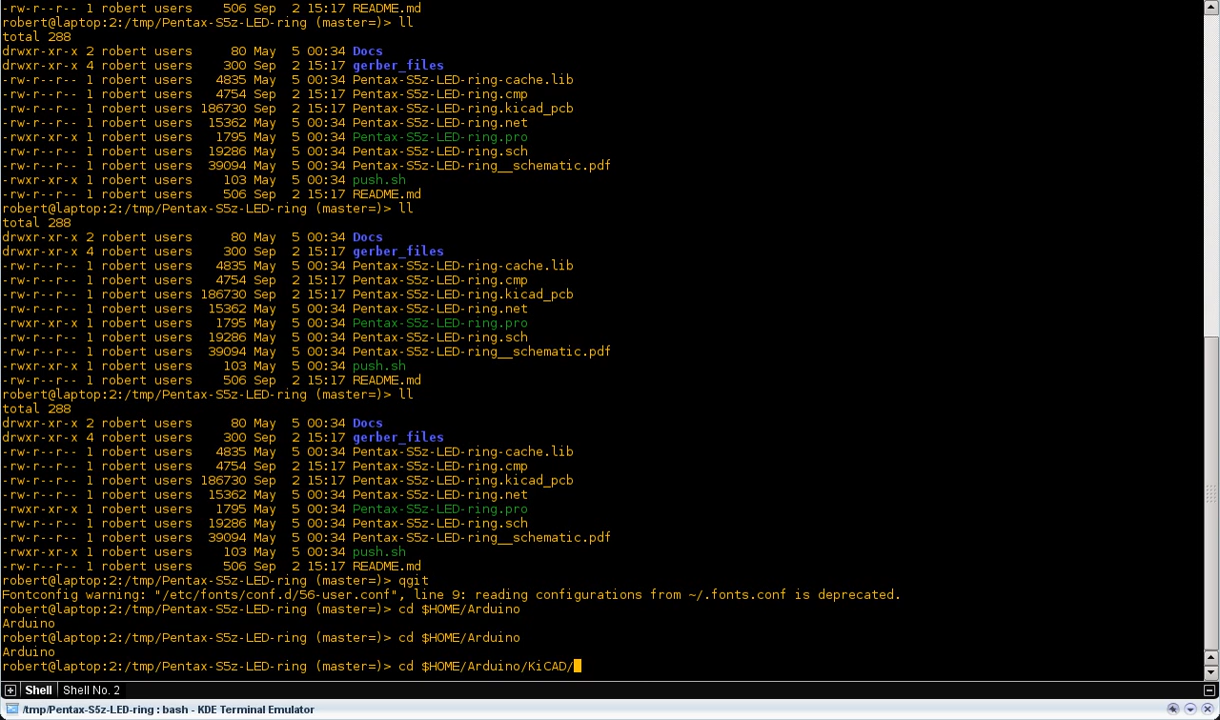 -rw-r--r-- 1 robert users    506 Sep  2 15:17 README.md
robert@laptop:2:/tmp/Pentax-S5z-LED-ring (master=)> ll
total 288
drwxr-xr-x 2 robert users     80 May  5 00:34 Docs
drwxr-xr-x 4 robert users    300 Sep  2 15:17 gerber_files
-rw-r--r-- 1 robert users   4835 May  5 00:34 Pentax-S5z-LED-ring-cache.lib
-rw-r--r-- 1 robert users   4754 Sep  2 15:17 Pentax-S5z-LED-ring.cmp
-rw-r--r-- 1 robert users 186730 Sep  2 15:17 Pentax-S5z-LED-ring.kicad_pcb
-rw-r--r-- 1 robert users  15362 May  5 00:34 Pentax-S5z-LED-ring.net
-rwxr-xr-x 1 robert users   1795 May  5 00:34 Pentax-S5z-LED-ring.pro
-rw-r--r-- 1 robert users  19286 May  5 00:34 Pentax-S5z-LED-ring.sch
-rw-r--r-- 1 robert users  39094 May  5 00:34 Pentax-S5z-LED-ring__schematic.pdf
-rwxr-xr-x 1 robert users    103 May  5 00:34 push.sh
-rw-r--r-- 1 robert users    506 Sep  2 15:17 README.md
robert@laptop:2:/tmp/Pentax-S5z-LED-ring (master=)> ll
total 288
drwxr-xr-x 2 robert users     80 May  5 00:34 Docs
drwxr-xr-x 4 robert users    300 Sep  2 15:17 gerber_files
-rw-r--r-- 1 robert users   4835 May  5 00:34 Pentax-S5z-LED-ring-cache.lib
-rw-r--r-- 1 robert users   4754 Sep  2 15:17 Pentax-S5z-LED-ring.cmp
-rw-r--r-- 1 robert users 186730 Sep  2 15:17 Pentax-S5z-LED-ring.kicad_pcb
-rw-r--r-- 1 robert users  15362 May  5 00:34 Pentax-S5z-LED-ring.net
-rwxr-xr-x 1 robert users   1795 May  5 00:34 Pentax-S5z-LED-ring.pro
-rw-r--r-- 1 robert users  19286 May  5 00:34 Pentax-S5z-LED-ring.sch
-rw-r--r-- 1 robert users  39094 May  5 00:34 Pentax-S5z-LED-ring__schematic.pdf
-rwxr-xr-x 1 robert users    103 May  5 00:34 push.sh
-rw-r--r-- 1 robert users    506 Sep  2 15:17 README.md
robert@laptop:2:/tmp/Pentax-S5z-LED-ring (master=)> ll
total 288
drwxr-xr-x 2 robert users     80 May  5 00:34 Docs
drwxr-xr-x 4 robert users    300 Sep  2 15:17 gerber_files
-rw-r--r-- 1 robert users   4835 May  5 00:34 Pentax-S5z-LED-ring-cache.lib
-rw-r--r-- 1 robert users   4754 Sep  2 15:17 Pentax-S5z-LED-ring.cmp
-rw-r--r-- 1 robert users 186730 Sep  2 15:17 Pentax-S5z-LED-ring.kicad_pcb
-rw-r--r-- 1 robert users  15362 May  5 00:34 Pentax-S5z-LED-ring.net
-rwxr-xr-x 1 robert users   1795 May  5 00:34 Pentax-S5z-LED-ring.pro
-rw-r--r-- 1 robert users  19286 May  5 00:34 Pentax-S5z-LED-ring.sch
-rw-r--r-- 1 robert users  39094 May  5 00:34 Pentax-S5z-LED-ring__schematic.pdf
-rwxr-xr-x 1 robert users    103 May  5 00:34 push.sh
-rw-r--r-- 1 robert users    506 Sep  2 15:17 README.md
robert@laptop:2:/tmp/Pentax-S5z-LED-ring (master=)> qgit
Fontconfig warning: "/etc/fonts/conf.d/56-user.conf", line 9: reading configurations from ~/.fonts.conf is deprecated.
robert@laptop:2:/tmp/Pentax-S5z-LED-ring (master=)> cd $HOME/Arduino
Arduino
robert@laptop:2:/tmp/Pentax-S5z-LED-ring (master=)> cd $HOME/Arduino
Arduino
robert@laptop:2:/tmp/Pentax-S5z-LED-ring (master=)> cd $HOME/Arduino/KiCAD/
Shell Shell No. 2
/tmp/Pentax-S5z-LED-ring : bash - KDE Terminal Emulator